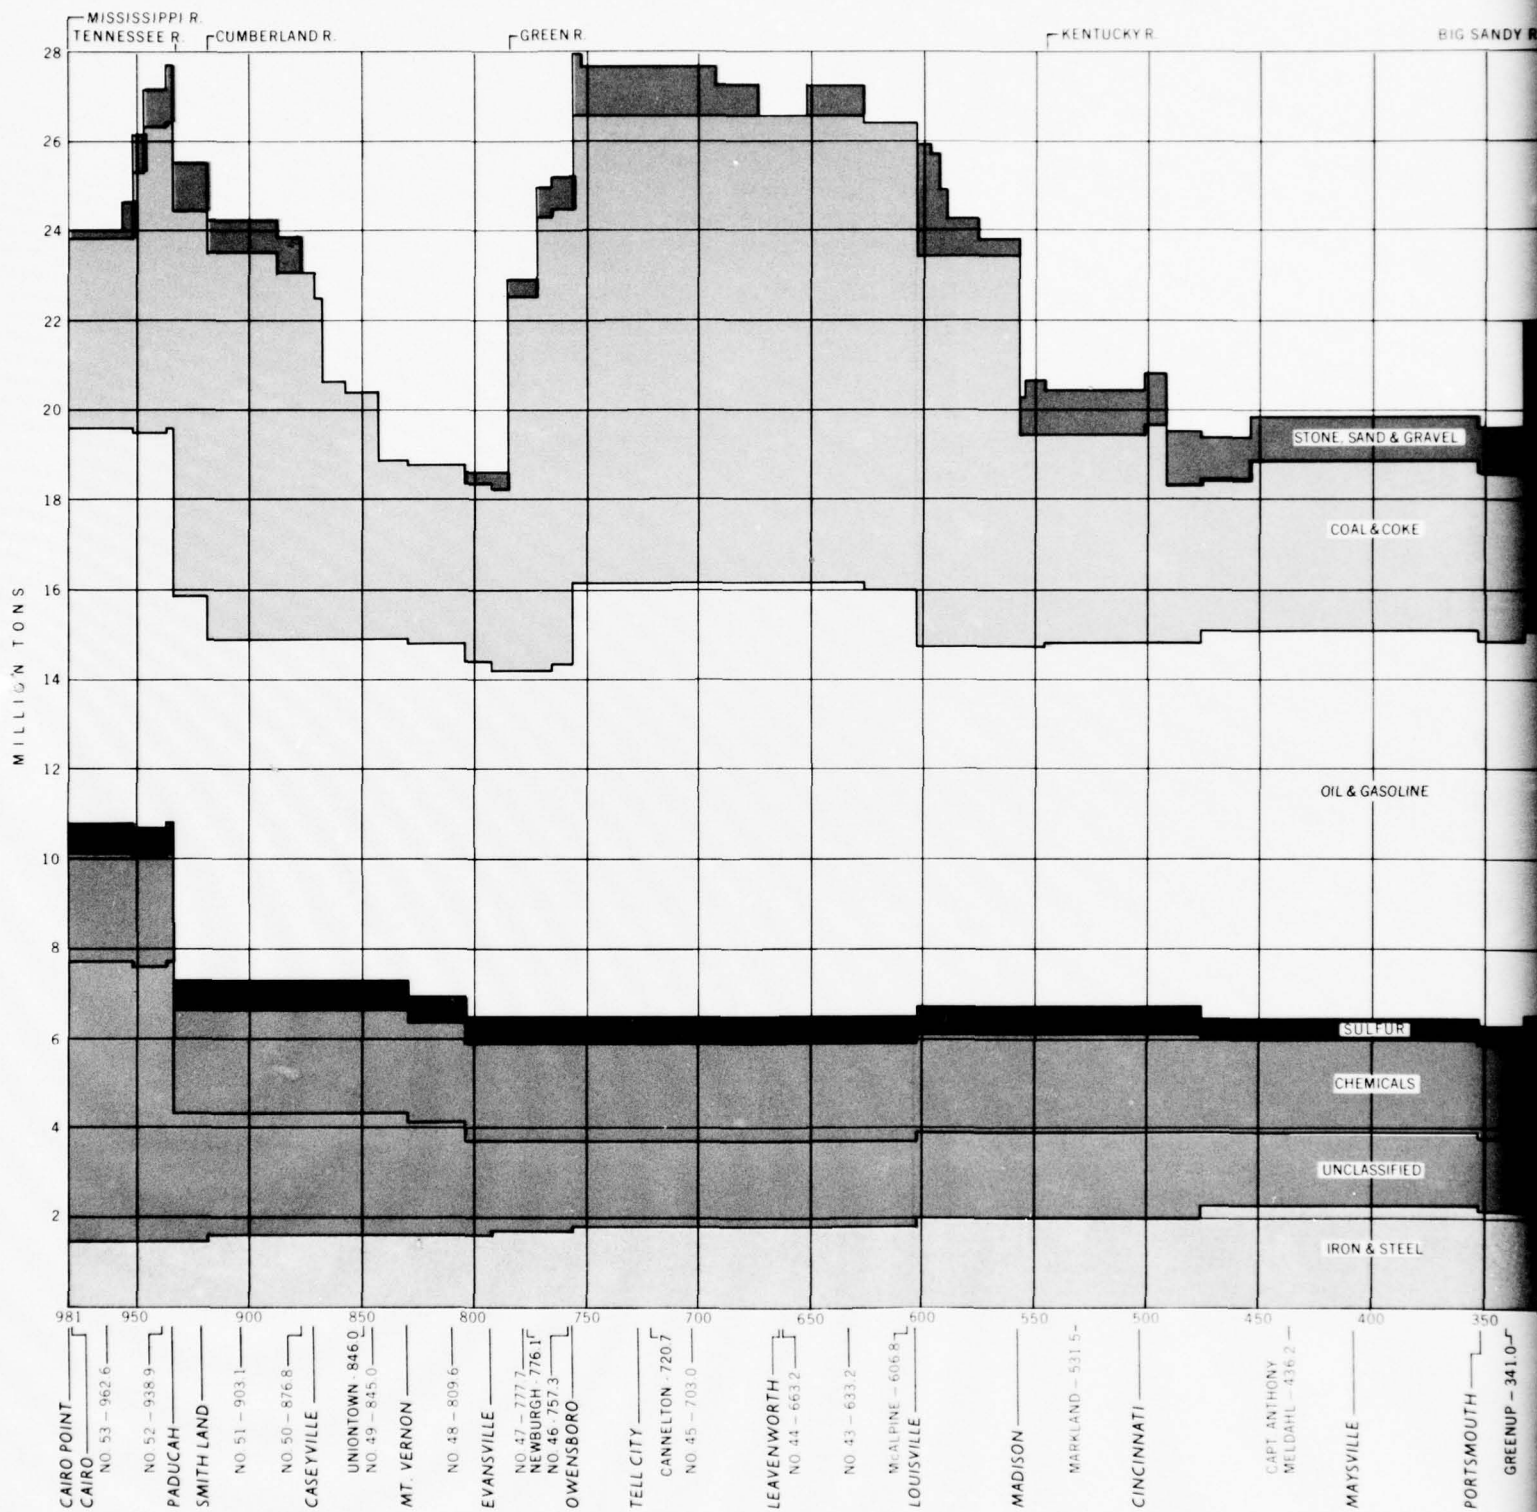 MISSISSIPPI R.
TENNESSEE R.
CUMBERLAND R.
GREEN R.
KENTUCKY R.
BIG SANDY R
28
26
24
22
20
18
16
14
12
10
8
6
4
2
MILLION TONS
STONE, SAND & GRAVEL
COAL & COKE
OIL & GASOLINE
SULFUR
CHEMICALS
UNCLASSIFIED
IRON & STEEL
981
950
900
850
800
750
700
650
600
550
500
450
400
350
CAIRO POINT
CAIRO
NO. 53 - 962.6
NO. 52 - 938.9
PADUCAH
SMITHLAND
NO. 51 - 903.1
NO. 50 - 876.8
CASEYVILLE
UNIONTOWN - 846.0
NO. 49 - 845.0
MT. VERNON
NO. 48 - 809.6
EVANSVILLE
NO. 47 - 777.7
NEWBURGH - 776.1
NO. 46 - 757.3
OWENSBORO
TELL CITY
CANNELTON - 720.7
NO. 45 - 703.0
LEAVENWORTH
NO. 44 - 663.2
NO. 43 - 633.2
McALPINE - 606.8
LOUISVILLE
MADISON
MARKLAND - 531.5
CINCINNATI
CAPT. ANTHONY
MELDAHL - 436.2
MAYSVILLE
PORTSMOUTH
GREENUP - 341.0